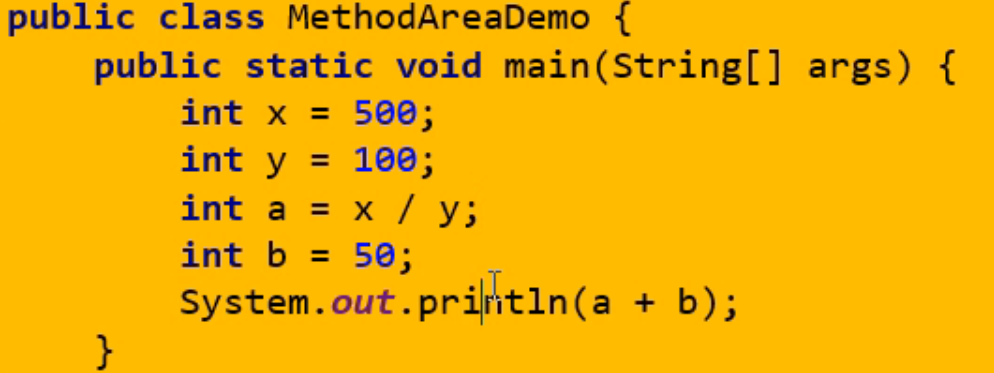 public class MethodAreaDemo {
    public static void main(String[] args) {
        int x = 500;
        int y = 100;
        int a = x / y;
        int b = 50;
        System.out.println(a + b);
    }